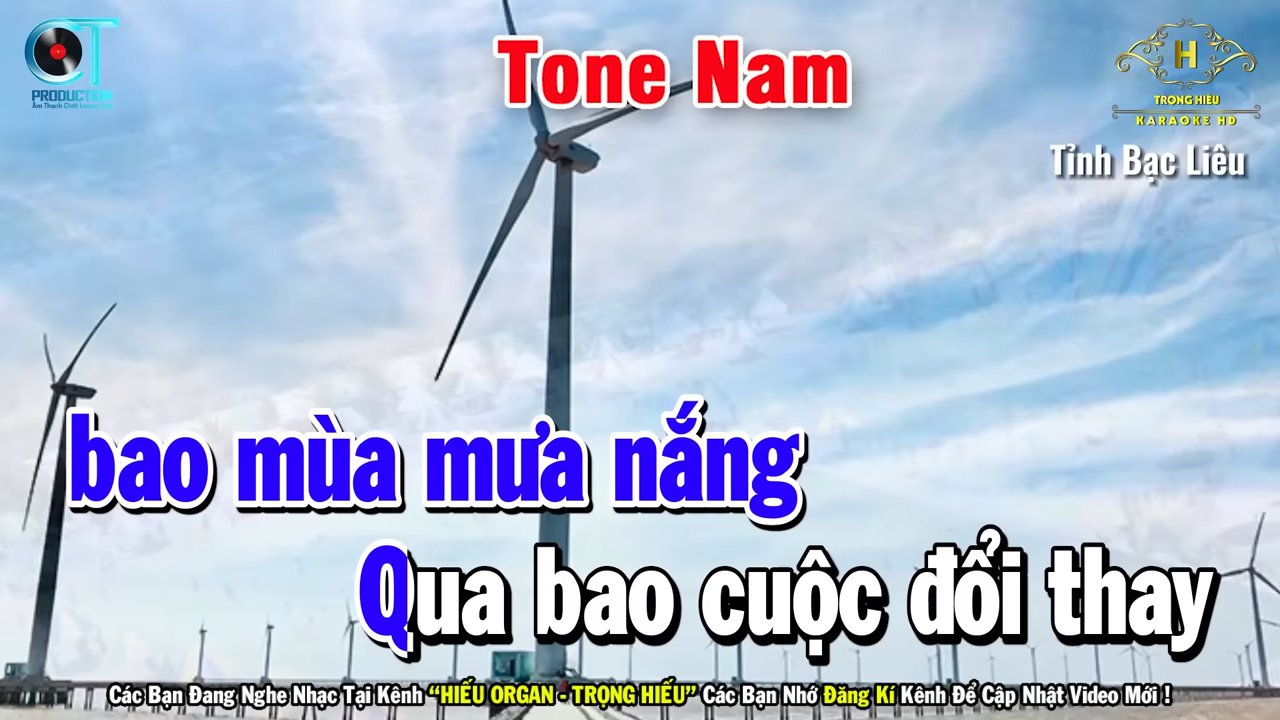 CT
PRODUCTION
Tone Nam
H
TRỌNG HIẾU
KARAOKE HD
Tỉnh Bạc Liêu
bao mùa mưa nắng
Qua bao cuộc đổi thay
Các Bạn Đang Nghe Nhạc Tại Kênh “HIẾU ORGAN - TRỌNG HIẾU” Các Bạn Nhớ Đăng Kí Kênh Để Cập Nhật Video Mới !